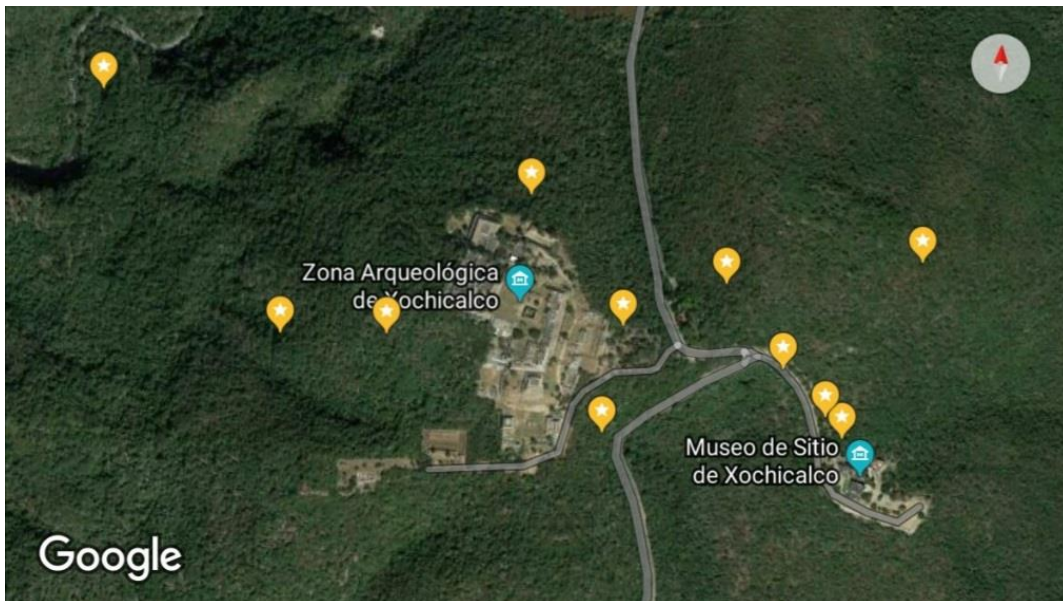 Zona Arqueológica
de Xochicalco
Museo de Sitio
de Xochicalco
Google